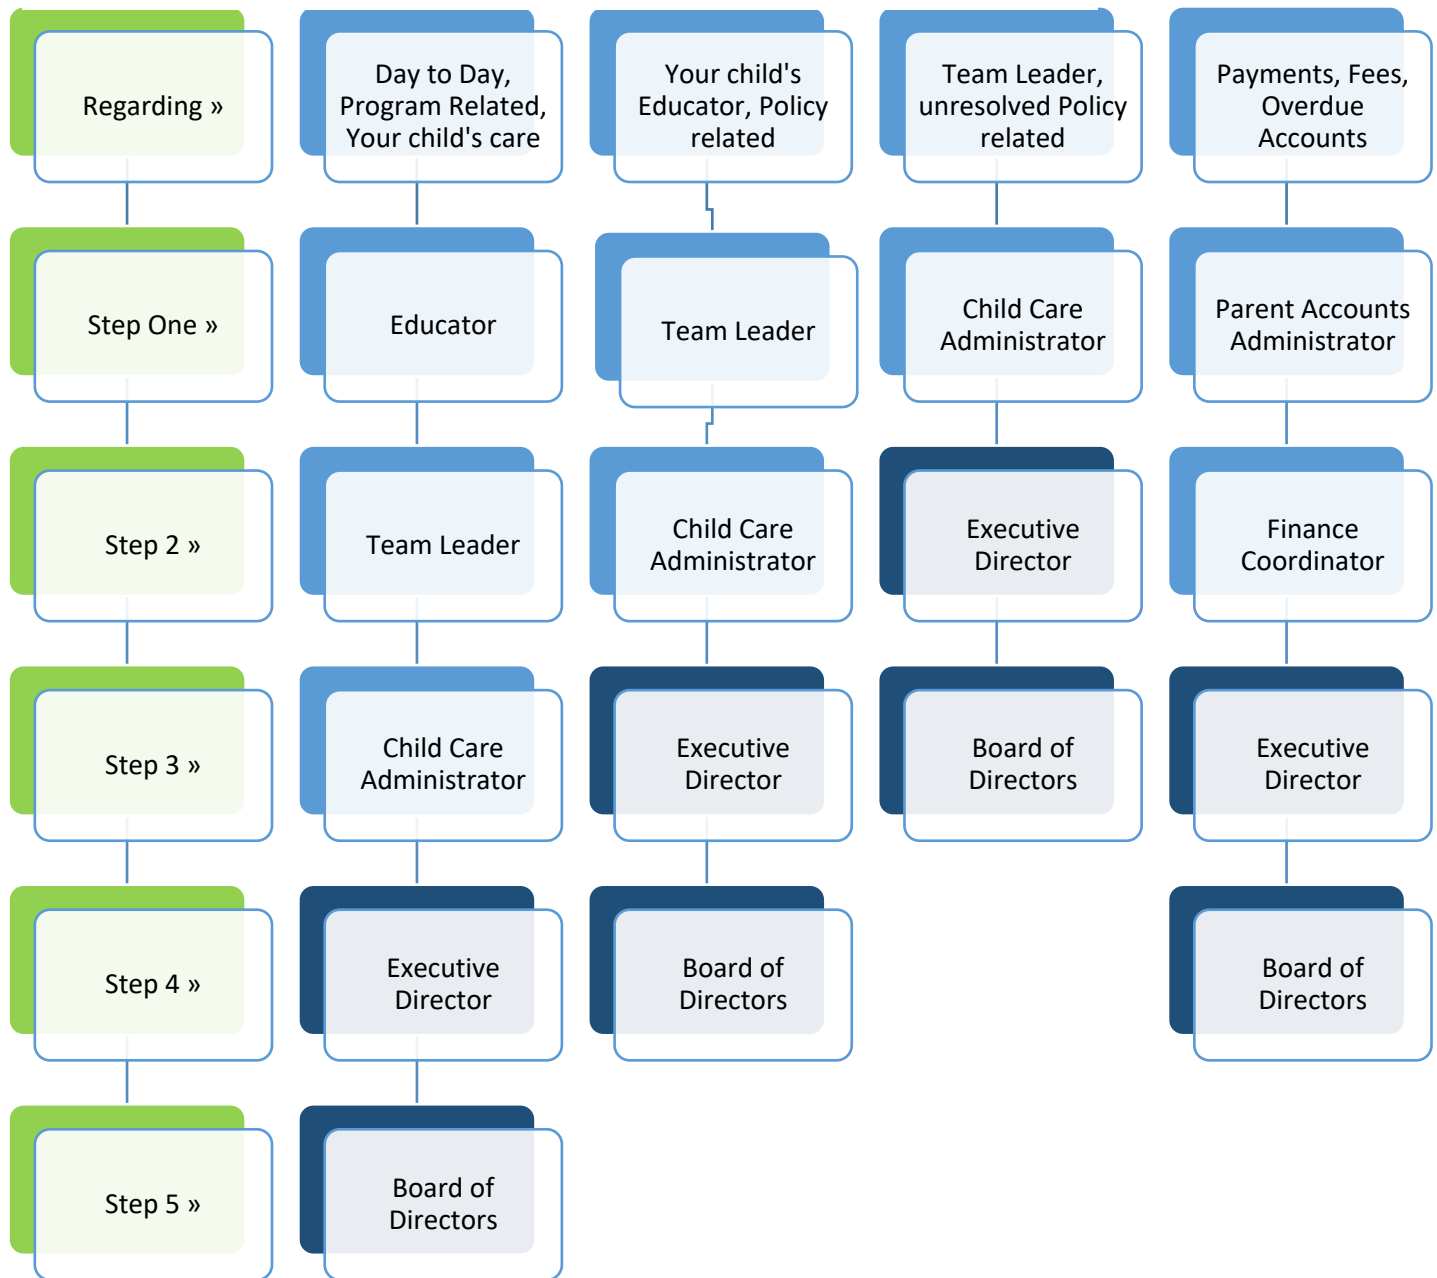 Regarding »
Day to Day,
Program Related,
Your child's care
Your child's
Educator, Policy
related
Team Leader,
unresolved Policy
related
Payments, Fees,
Overdue
Accounts
Step One »
Educator
Team Leader
Child Care
Administrator
Parent Accounts
Administrator
Step 2 »
Team Leader
Child Care
Administrator
Executive
Director
Finance
Coordinator
Step 3 »
Child Care
Administrator
Executive
Director
Board of
Directors
Executive
Director
Step 4 »
Executive
Director
Board of
Directors
Board of
Directors
Step 5 »
Board of
Directors